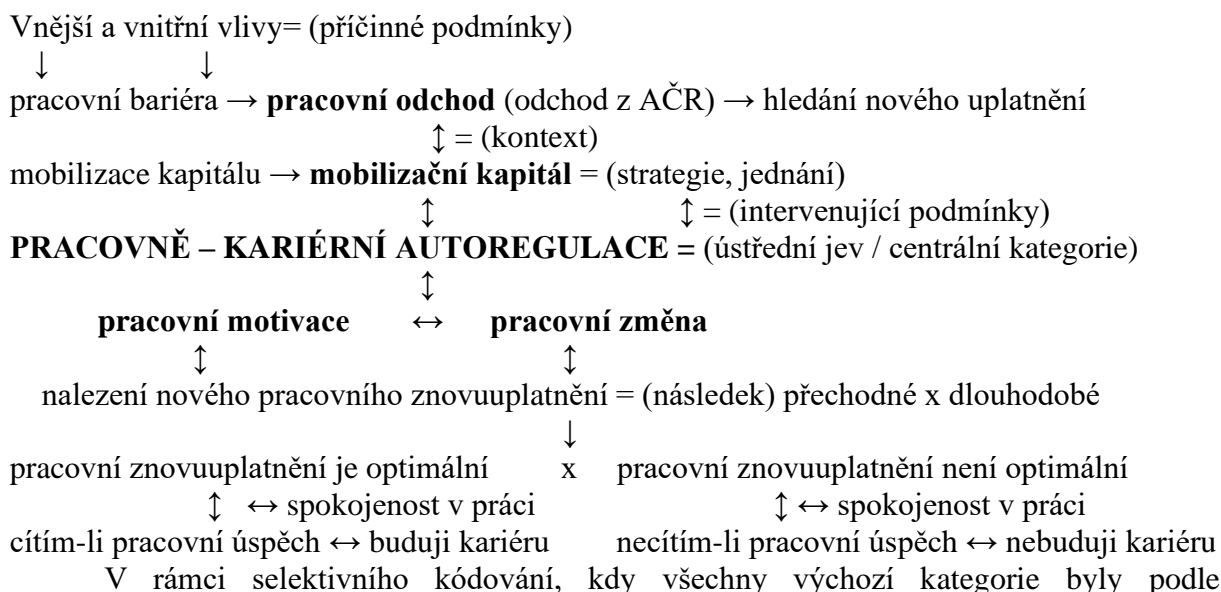 Vnější a vnitřní vlivy= (příčinné podmínky)
↓ ↓
pracovní bariéra → pracovní odchod (odchod z AČR) → hledání nového uplatnění
↕ = (kontext)
mobilizace kapitálu → mobilizační kapitál = (strategie, jednání)
↕ ↕ = (intervenující podmínky)
PRACOVNĚ – KARIÉRNÍ AUTOREGULACE = (ústřední jev / centrální kategorie)
↕
pracovní motivace ↔ pracovní změna
↕ ↕
nalezení nového pracovního znovuuplatnění = (následek) přechodné x dlouhodobé
↓
pracovní znovuuplatnění je optimální x pracovní znovuuplatnění není optimální
↕ ↔ spokojenost v práci ↕ ↔ spokojenost v práci
cítím-li pracovní úspěch ↔ buduji kariéru necítím-li pracovní úspěch ↔ nebuduji kariéru
V rámci selektivního kódování, kdy všechny výchozí kategorie byly podle